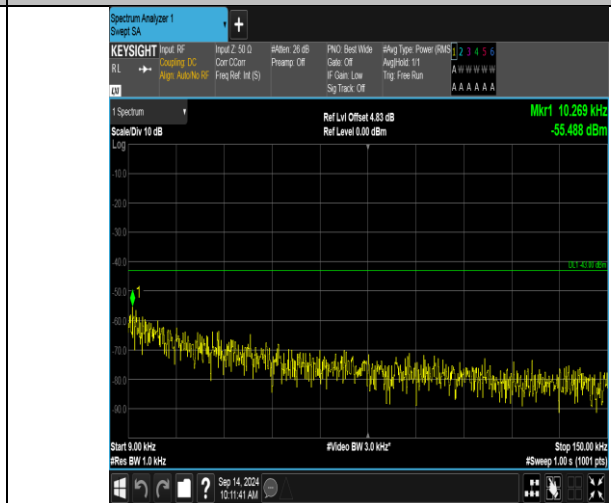 Spectrum Analyzer 1
Swept SA
+
KEYSIGHT Input: RF Input Z: 50 Ω #Atten: 26 dB PNO: Best Wide #Avg Type: Power (RMS 1 2 3 4 5 6
RL Coupling: DC Corr CCorr Preamp: Off Gate: Off Avg|Hold: 1/1 A W W W W W
Align: Auto/No RF Freq Ref: Int (S) IF Gain: Low Trig: Free Run
Sig Track: Off A A A A A A
1 Spectrum Ref Lvl Offset 4.83 dB Mkr1 10.269 kHz
Scale/Div 10 dB Ref Level 0.00 dBm -55.488 dBm
Log
-10.0
-20.0
-30.0
-40.0
DL1 -43.00 dBm
-50.0
1
-60.0
-70.0
-80.0
-90.0
Start 9.00 kHz #Video BW 3.0 kHz* Stop 150.00 kHz
#Res BW 1.0 kHz #Sweep 1.00 s (1001 pts)
? Sep 14, 2024
10:11:41 AM